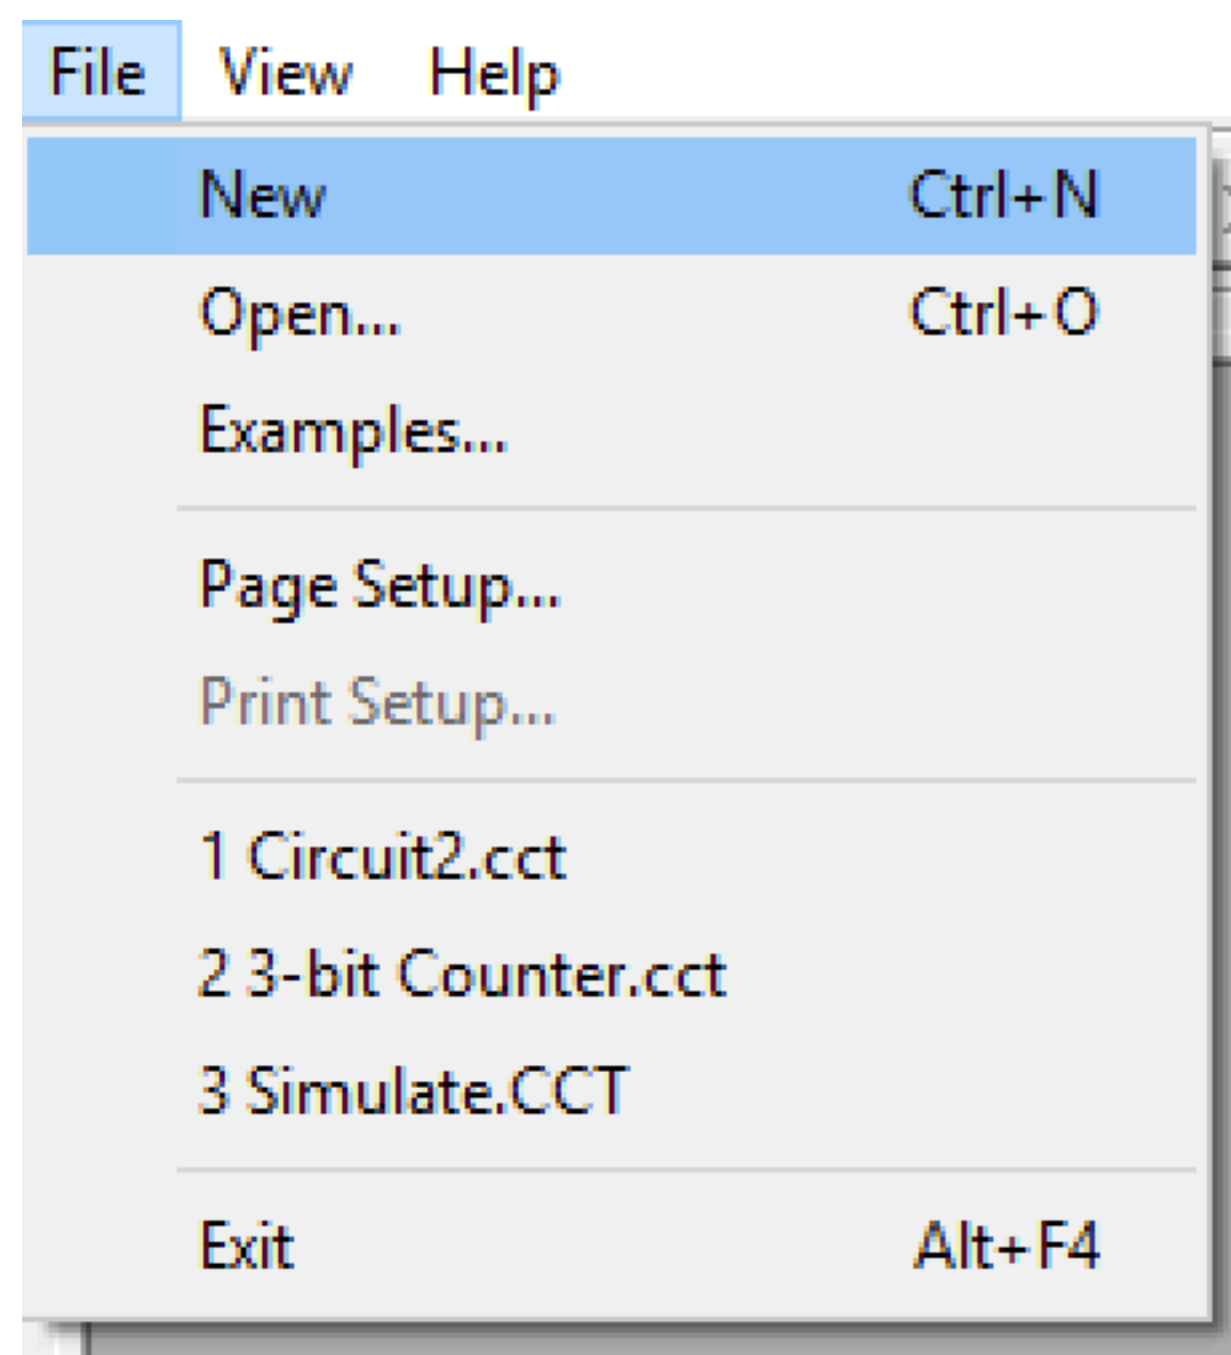 File View Help
New Ctrl+N
Open... Ctrl+O
Examples...
Page Setup...
Print Setup...
1 Circuit2.cct
2 3-bit Counter.cct
3 Simulate.CCT
Exit Alt+F4